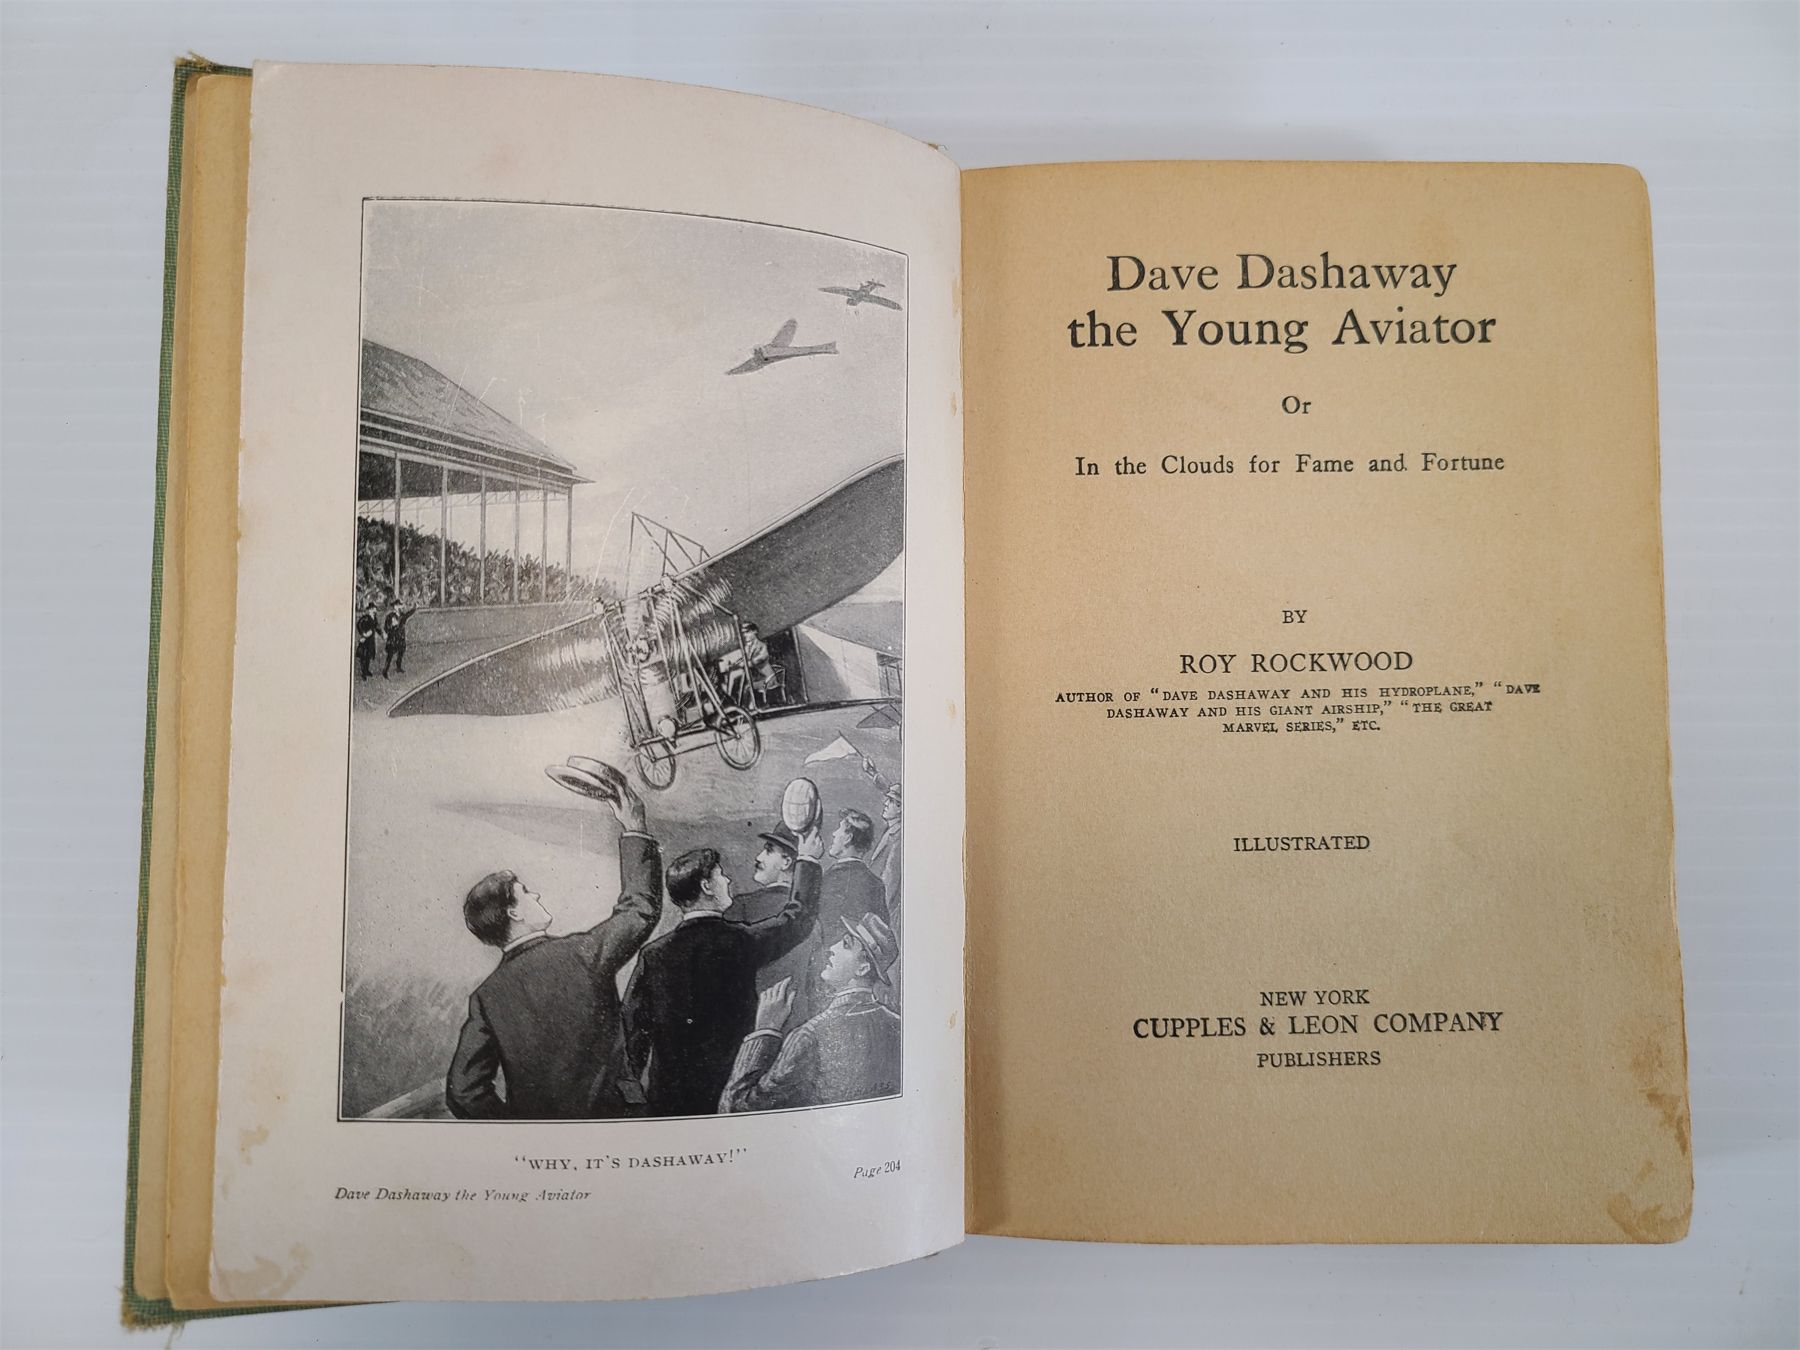 "WHY, IT'S DASHAWAY!"
Page 204
Dave Dashaway the Young Aviator
Dave Dashaway
the Young Aviator
Or
In the Clouds for Fame and Fortune
BY
ROY ROCKWOOD
AUTHOR OF "DAVE DASHAWAY AND HIS HYDROPLANE," "DAVE
DASHAWAY AND HIS GIANT AIRSHIP," "THE GREAT
MARVEL SERIES," ETC.
ILLUSTRATED
NEW YORK
CUPPLES & LEON COMPANY
PUBLISHERS